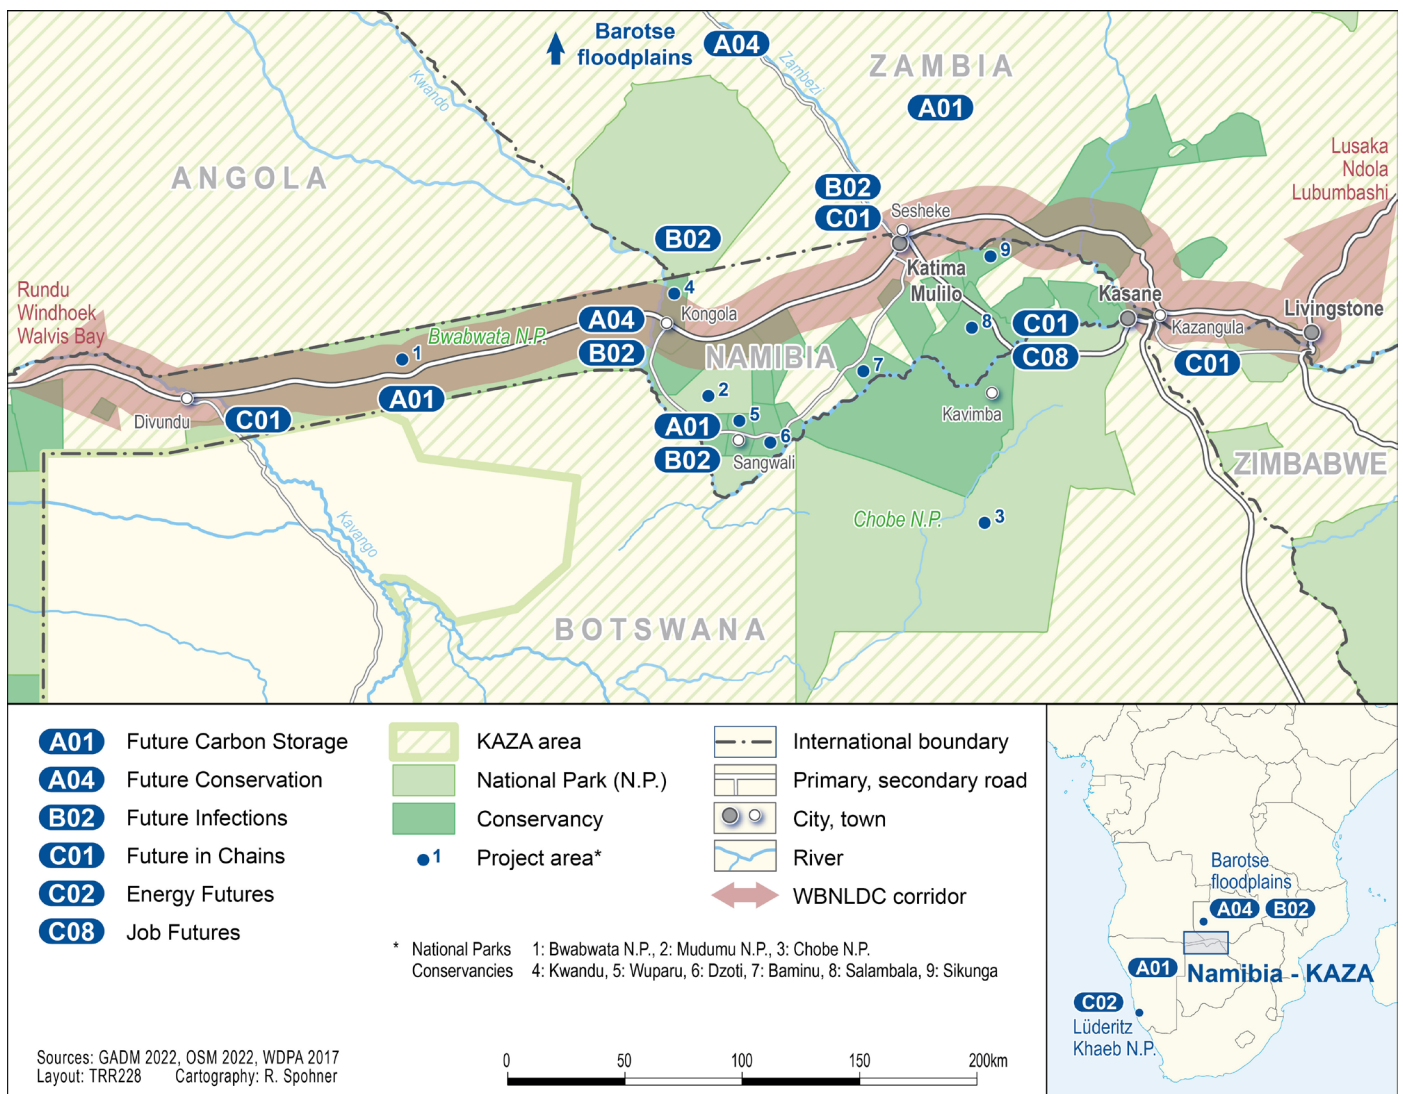 Barotse
floodplains
A04
Zambezi
ZAMBIA
A01
Kwando
ANGOLA
Lusaka
Ndola
Lubumbashi
B02
C01
Sesheke
B02
9
Katima
Mulilo
Rundu
Windhoek
Walvis Bay
4
Kongola
Kasane
Livingstone
Bwabwata N.P.
A04
B02
1
8
C01
C08
Kazangula
C01
NAMIBIA
7
A01
2
Kavimba
Divundu
C01
5
A01
B02
6
Sangwali
ZIMBABWE
Kavango
Chobe N.P.
3
BOTSWANA
A01 Future Carbon Storage
A04 Future Conservation
B02 Future Infections
C01 Future in Chains
C02 Energy Futures
C08 Job Futures
KAZA area
National Park (N.P.)
Conservancy
1 Project area*
International boundary
Primary, secondary road
City, town
River
WBNLDC corridor
* National Parks 1: Bwabwata N.P., 2: Mudumu N.P., 3: Chobe N.P.
Conservancies 4: Kwandu, 5: Wuparu, 6: Dzoti, 7: Baminu, 8: Salambala, 9: Sikunga
Sources: GADM 2022, OSM 2022, WDPA 2017
Layout: TRR228 Cartography: R. Spohner
0 50 100 150 200km
Barotse
floodplains
A04 B02
A01
Namibia - KAZA
C02
Lüderitz
Khaeb N.P.